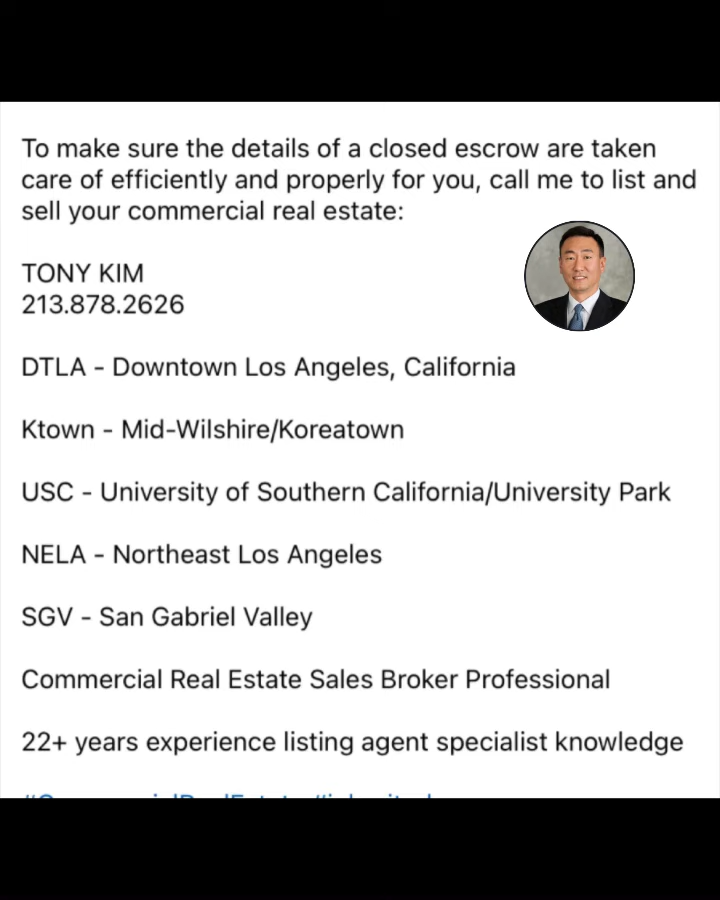 To make sure the details of a closed escrow are taken
care of efficiently and properly for you, call me to list and
sell your commercial real estate:
TONY KIM
213.878.2626
DTLA - Downtown Los Angeles, California
Ktown - Mid-Wilshire/Koreatown
USC - University of Southern California/University Park
NELA - Northeast Los Angeles
SGV - San Gabriel Valley
Commercial Real Estate Sales Broker Professional
22+ years experience listing agent specialist knowledge